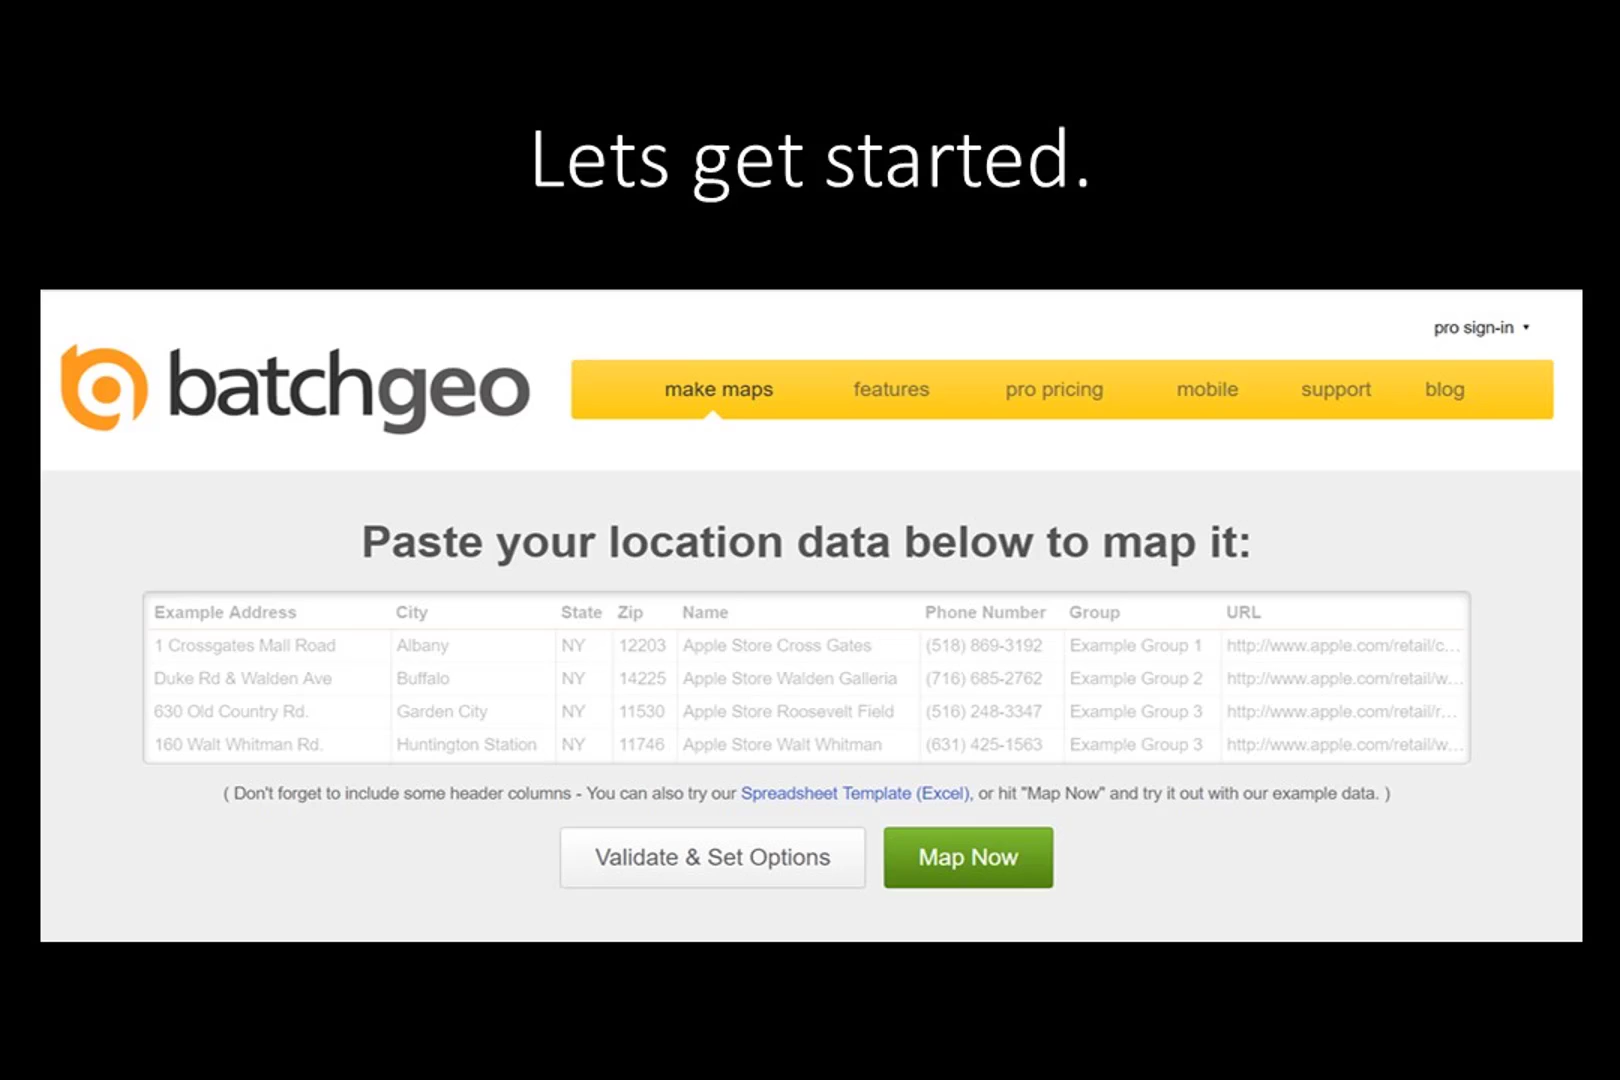 Lets get started.
pro sign-in
batchgeo
make maps features pro pricing mobile support blog
Paste your location data below to map it:
Example Address City State Zip Name Phone Number Group URL
1 Crossgates Mall Road Albany NY 12203 Apple Store Cross Gates (518) 869-3192 Example Group 1 http://www.apple.com/retail/c...
Duke Rd & Walden Ave Buffalo NY 14225 Apple Store Walden Galleria (716) 685-2762 Example Group 2 http://www.apple.com/retail/w...
630 Old Country Rd. Garden City NY 11530 Apple Store Roosevelt Field (516) 248-3347 Example Group 3 http://www.apple.com/retail/r...
160 Walt Whitman Rd. Huntington Station NY 11746 Apple Store Walt Whitman (631) 425-1563 Example Group 3 http://www.apple.com/retail/w...
( Don't forget to include some header columns - You can also try our Spreadsheet Template (Excel), or hit "Map Now" and try it out with our example data. )
Validate & Set Options Map Now